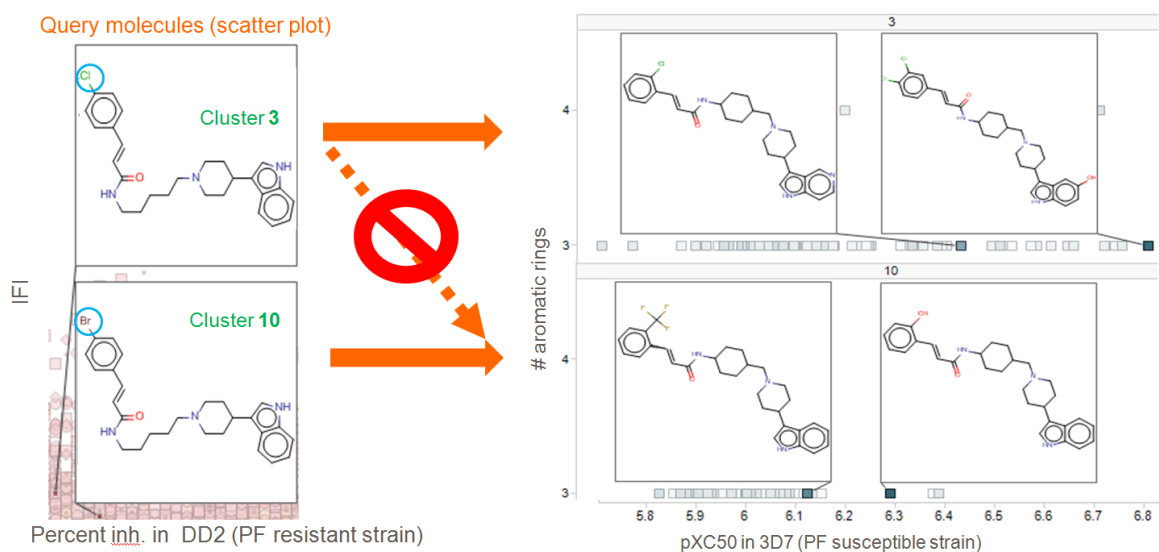 Query molecules (scatter plot)
Cl
Cluster 3
O
HN
N
NH
Br
Cluster 10
O
HN
N
NH
|F|
Percent inh. in DD2 (PF resistant strain)
3
Cl
HN
O
N
N
HN
Cl
Cl
O
HN
N
OH
HN
4
3
10
F
F
F
HN
O
N
HN
OH
HN
O
N
HN
4
3
# aromatic rings
5.8 5.9 6 6.1 6.2 6.3 6.4 6.5 6.6 6.7 6.8
pXC50 in 3D7 (PF susceptible strain)